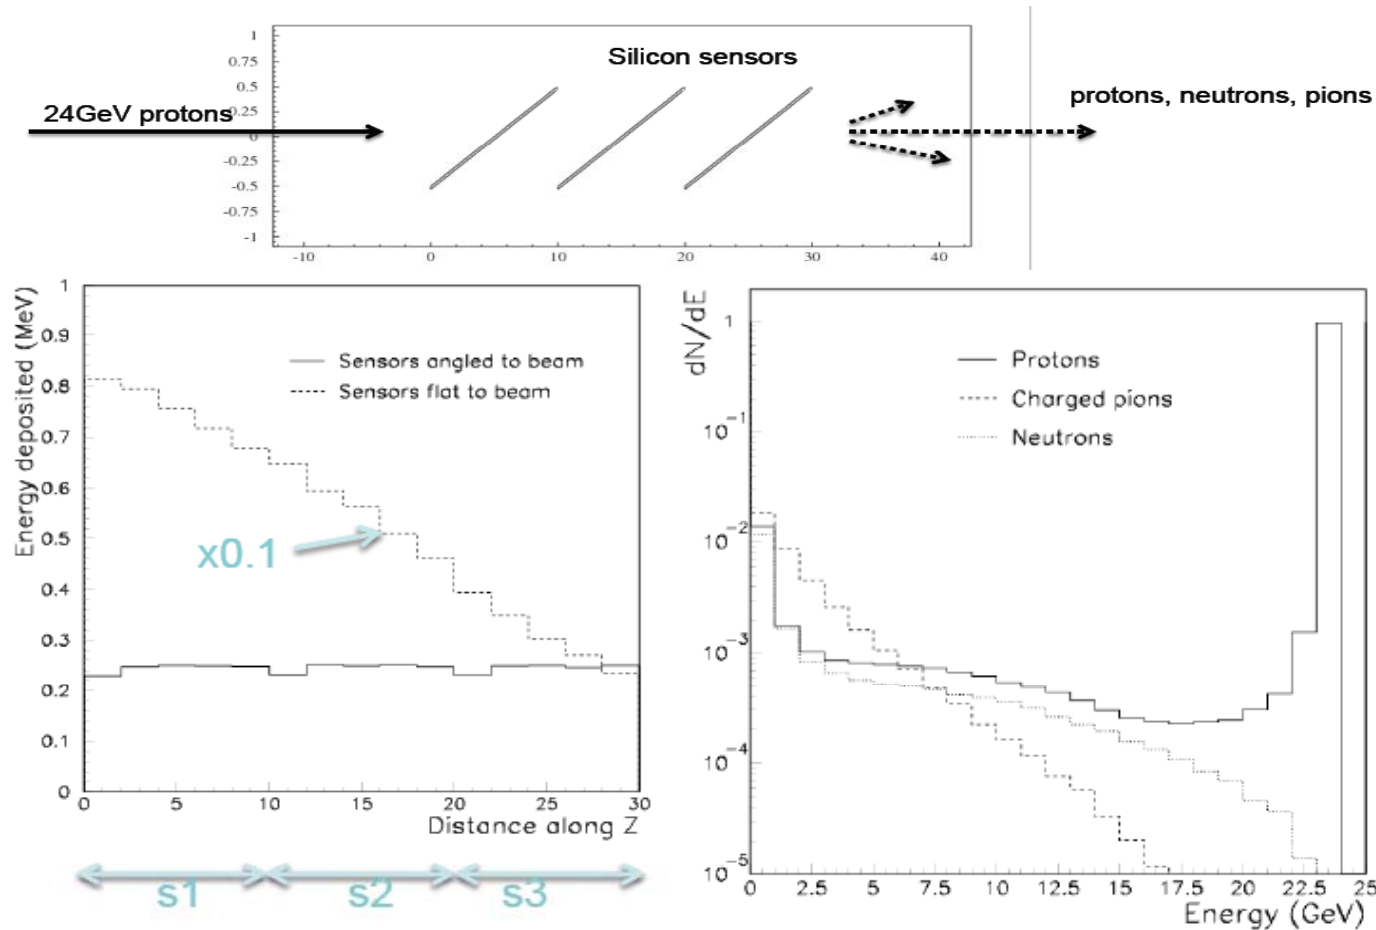 Silicon sensors
24GeV protons
protons, neutrons, pions
1
0.75
0.5
0.25
0
-0.25
-0.5
-0.75
-1
-10 0 10 20 30 40
Energy deposited (MeV)
1
0.9
0.8
0.7
0.6
0.5
0.4
0.3
0.2
0.1
0
Sensors angled to beam
Sensors flat to beam
x0.1
0 5 10 15 20 25 30
Distance along Z
s1 s2 s3
dN/dE
1
10⁻¹
10⁻²
10⁻³
10⁻⁴
10⁻⁵
Protons
Charged pions
Neutrons
0 2.5 5 7.5 10 12.5 15 17.5 20 22.5 25
Energy (GeV)